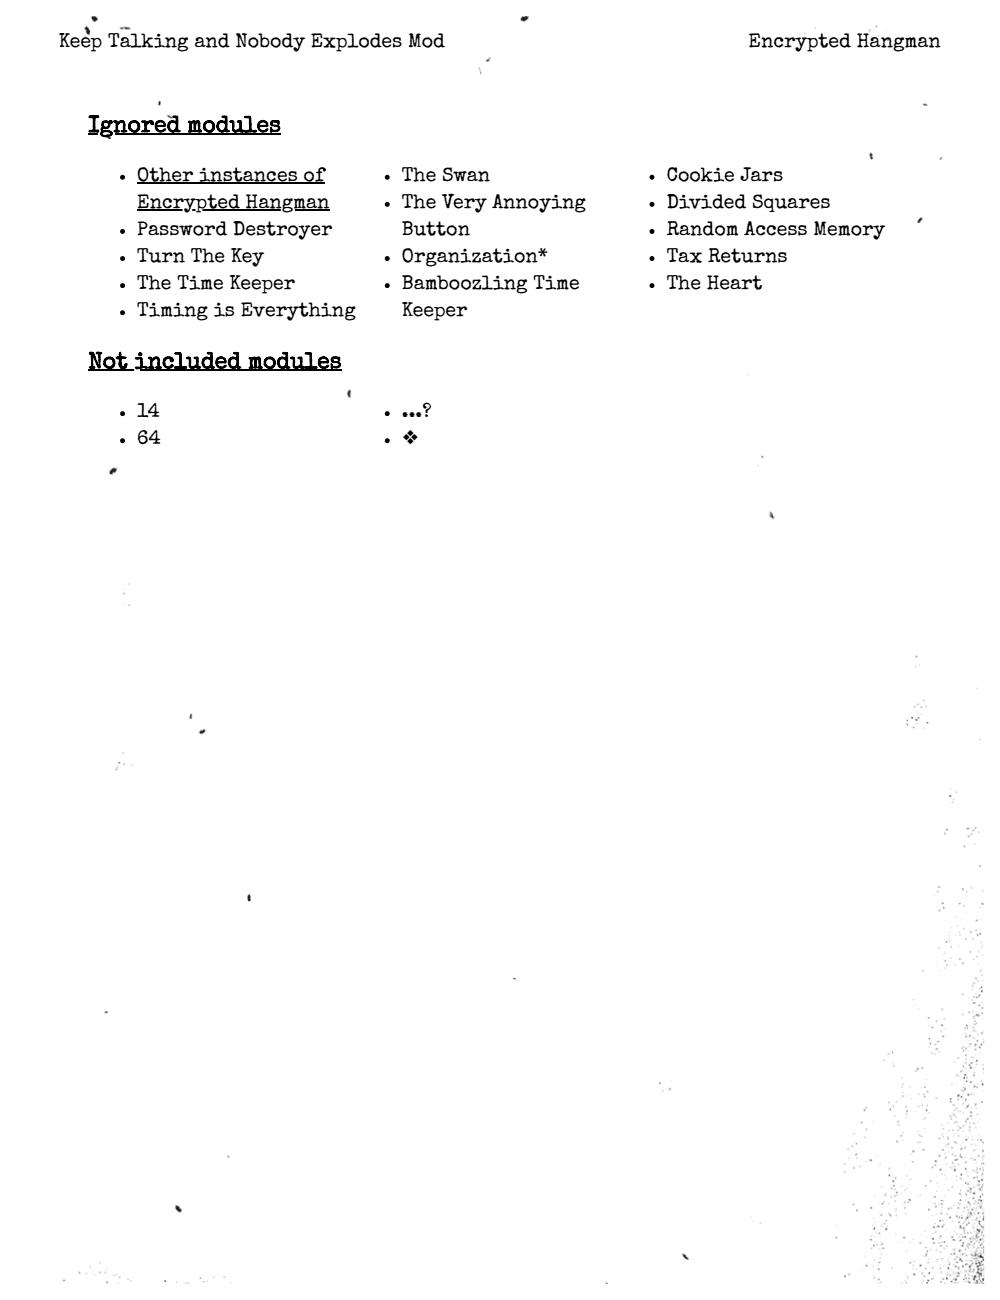 Keep Talking and Nobody Explodes Mod
Encrypted Hangman
Ignored modules
• Other instances of
Encrypted Hangman
• Password Destroyer
• Turn The Key
• The Time Keeper
• Timing is Everything
• The Swan
• The Very Annoying
Button
• Organization*
• Bamboozling Time
Keeper
• Cookie Jars
• Divided Squares
• Random Access Memory
• Tax Returns
• The Heart
Not included modules
• 14
• 64
• ...?
• ❖